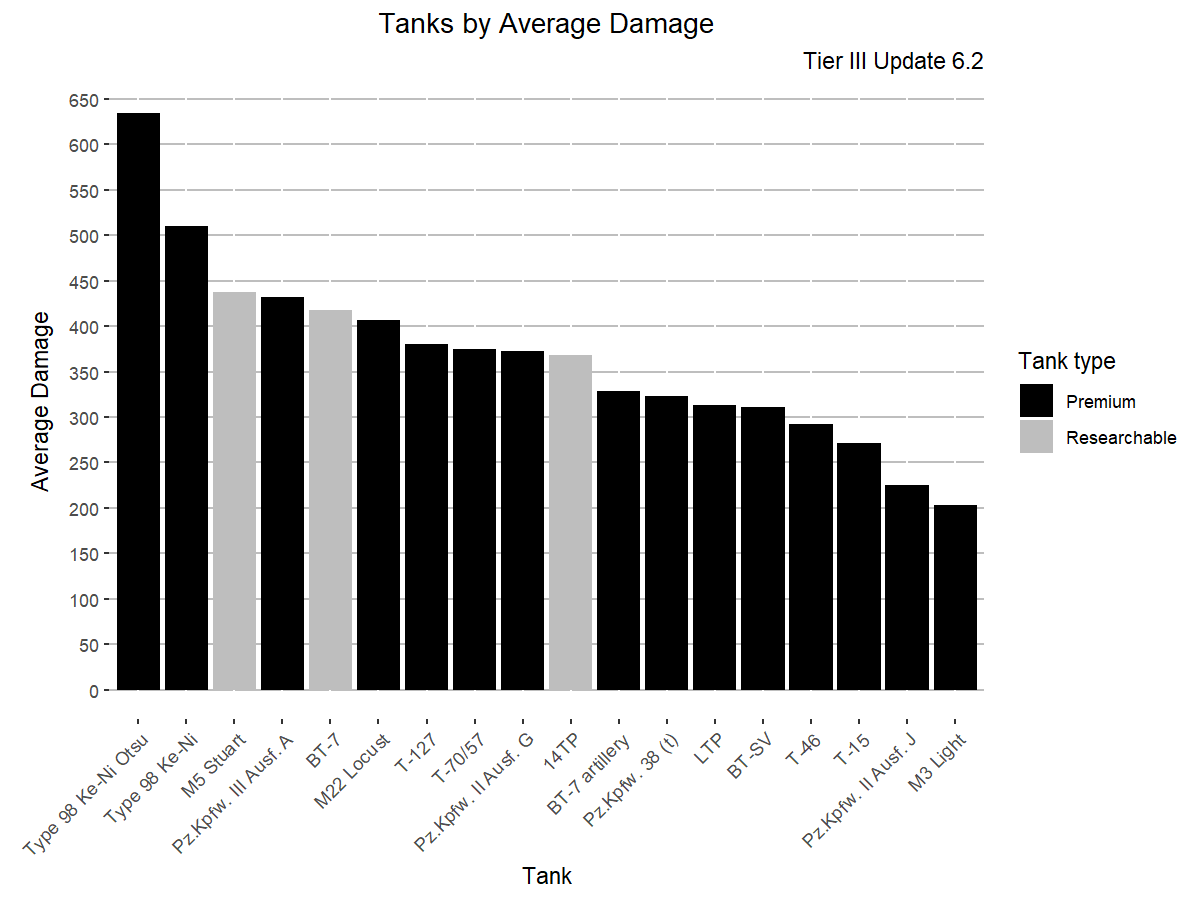 Tanks by Average Damage
Tier III Update 6.2
Average Damage
650
600
550
500
450
400
350
300
250
200
150
100
50
0
Type 98 Ke-Ni Otsu
Type 98 Ke-Ni
M5 Stuart
Pz.Kpfw. III Ausf. A
BT-7
M22 Locust
T-127
T-70/57
Pz.Kpfw. II Ausf. G
14TP
BT-7 artillery
Pz.Kpfw. 38 (t)
LTP
BT-SV
T-46
T-15
Pz.Kpfw. II Ausf. J
M3 Light
Tank
Tank type
Premium
Researchable